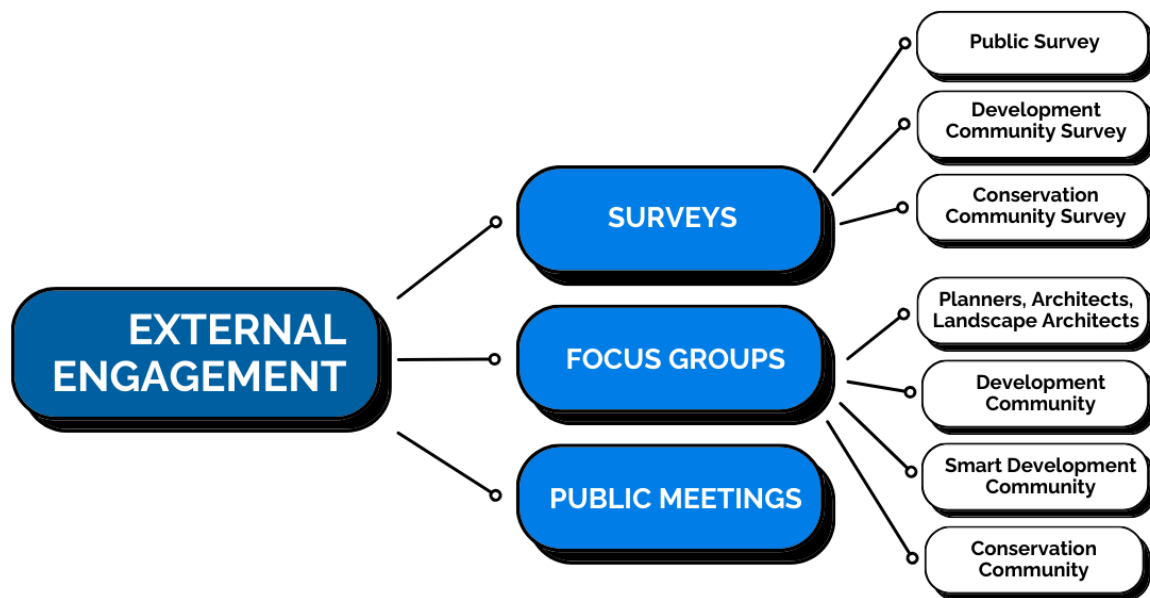 EXTERNAL
ENGAGEMENT
SURVEYS
Public Survey
Development
Community Survey
Conservation
Community Survey
FOCUS GROUPS
Planners, Architects,
Landscape Architects
Development
Community
Smart Development
Community
Conservation
Community
PUBLIC MEETINGS